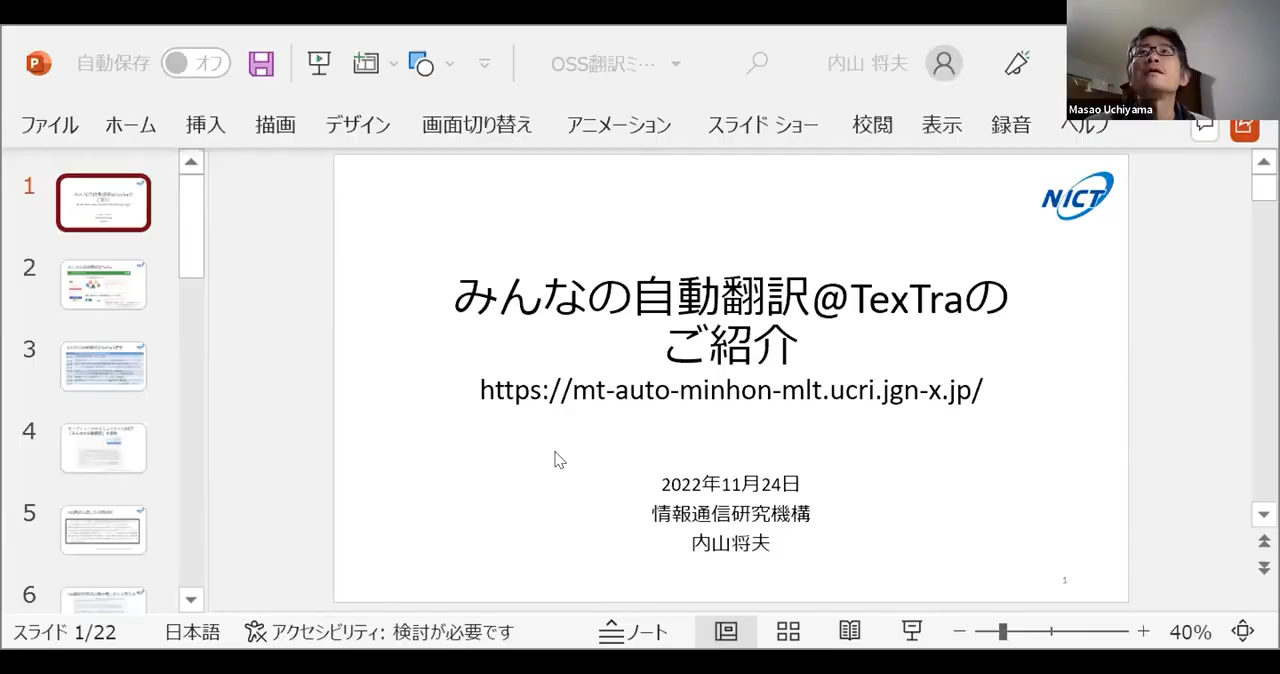 自動保存 オフ OSS翻訳ミ… 内山 将夫
Masao Uchiyama
ファイル ホーム 挿入 描画 デザイン 画面切り替え アニメーション スライド ショー 校閲 表示 録音 ヘルプ
1
2
3
4
5
6
NICT
みんなの自動翻訳@TexTraの
ご紹介
https://mt-auto-minhon-mlt.ucri.jgn-x.jp/
2022年11月24日
情報通信研究機構
内山将夫
1
スライド 1/22 日本語 アクセシビリティ: 検討が必要です ノート 40%